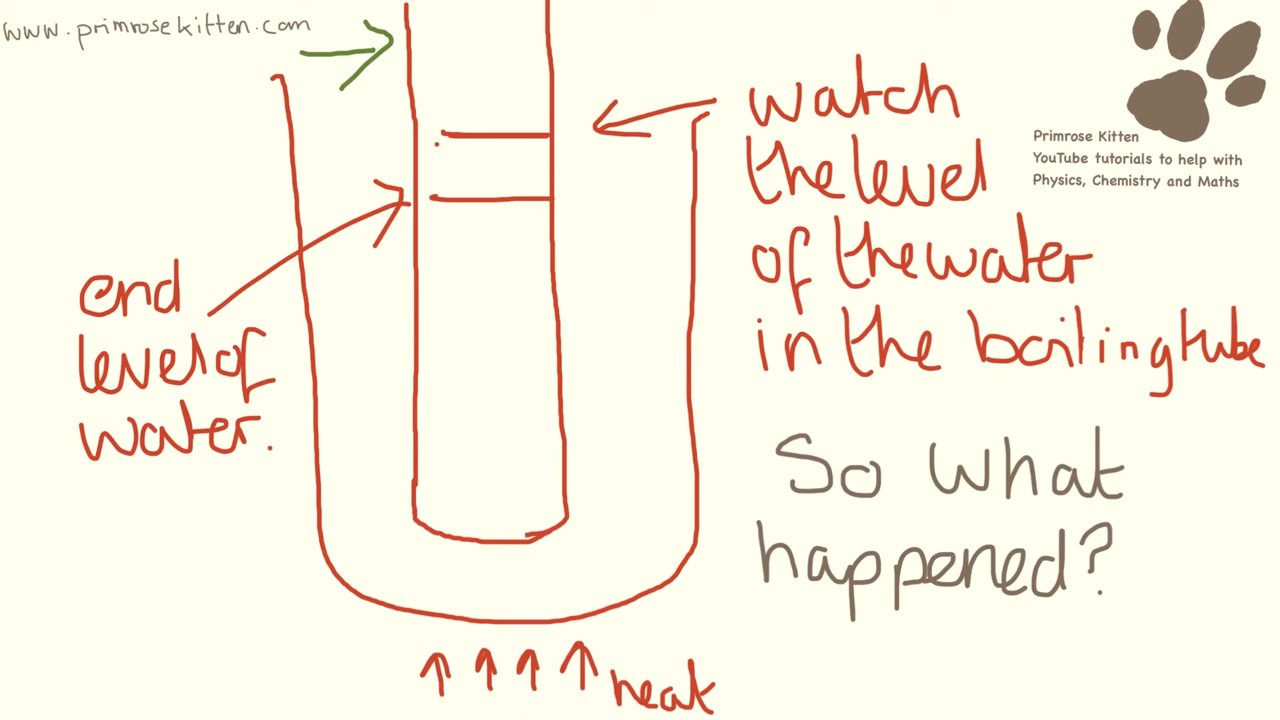 www.primrosekitten.com
watch
the level
of the water
in the boiling tube
Primrose Kitten
YouTube tutorials to help with
Physics, Chemistry and Maths
end
level of
water.
So what
happened?
heat